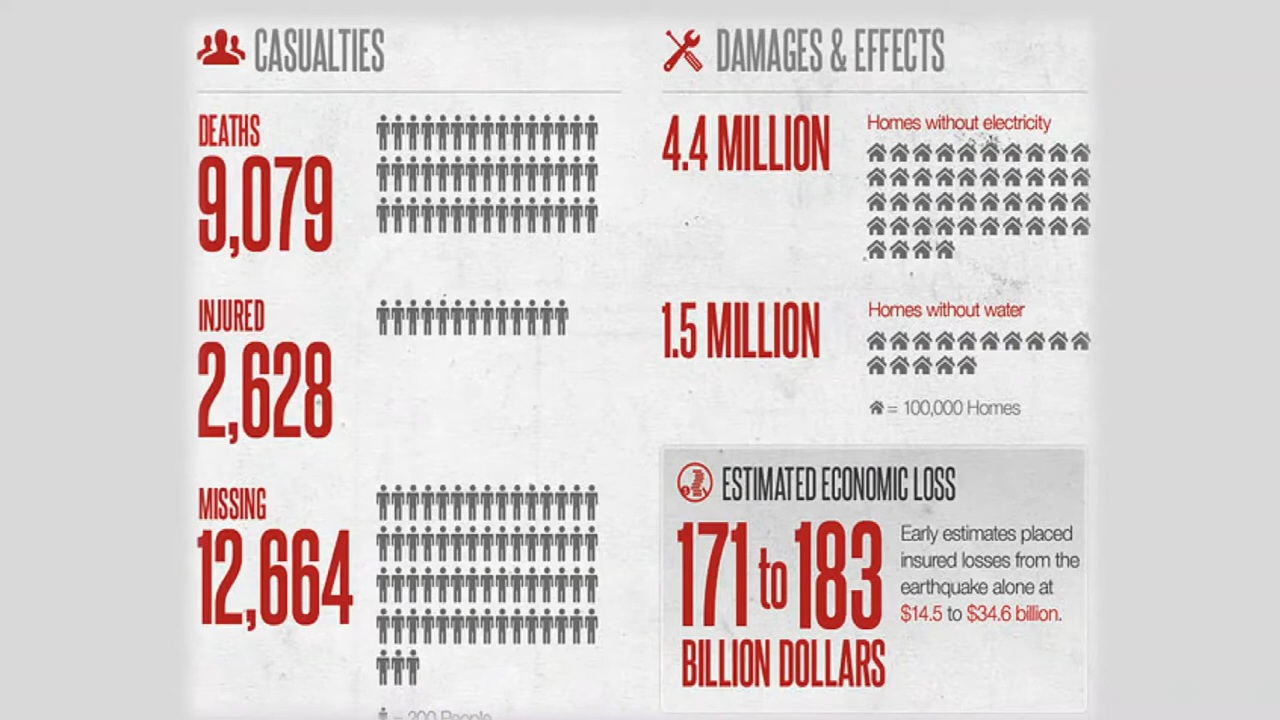 CASUALTIES
DEATHS
9,079
INJURED
2,628
MISSING
12,664
= 200 People
DAMAGES & EFFECTS
4.4 MILLION
Homes without electricity
1.5 MILLION
Homes without water
= 100,000 Homes
ESTIMATED ECONOMIC LOSS
171 to 183
BILLION DOLLARS
Early estimates placed
insured losses from the
earthquake alone at
$14.5 to $34.6 billion.